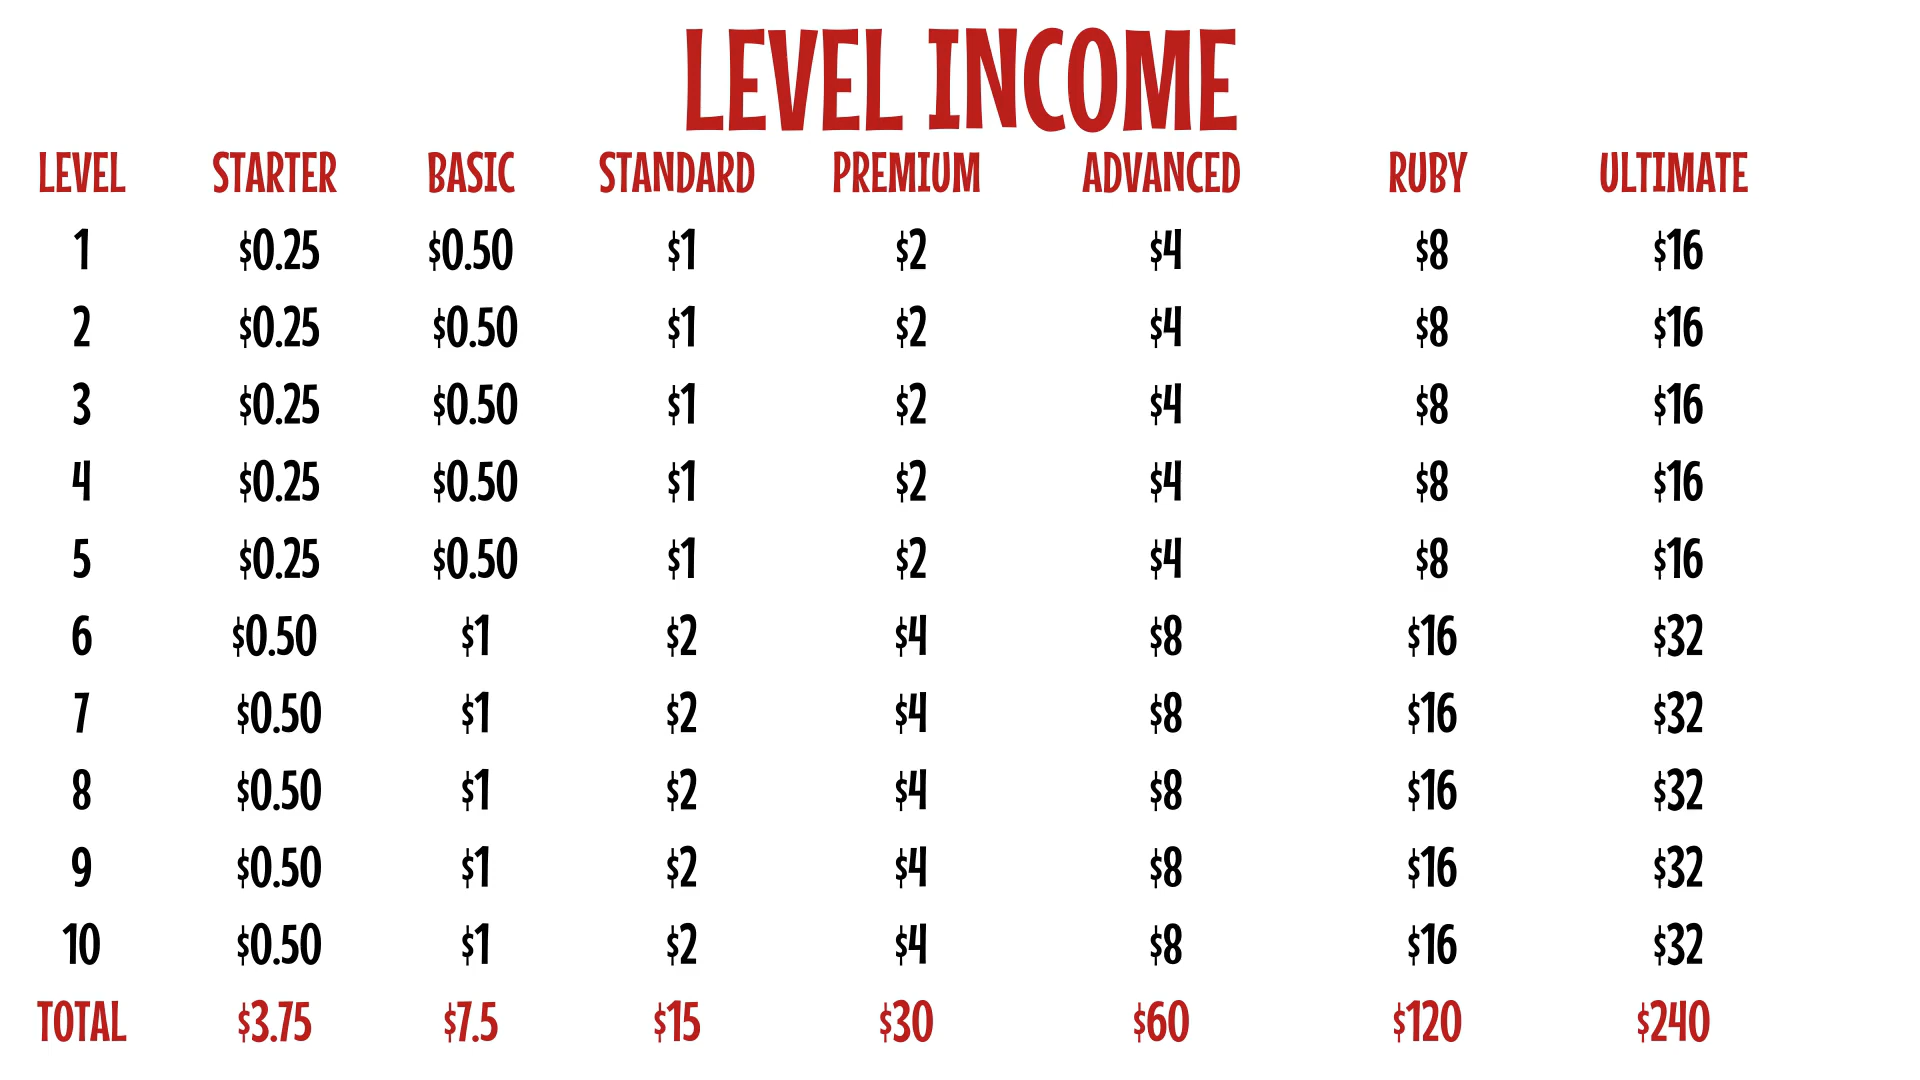 LEVEL INCOME
LEVEL STARTER BASIC STANDARD PREMIUM ADVANCED RUBY ULTIMATE
1 $0.25 $0.50 $1 $2 $4 $8 $16
2 $0.25 $0.50 $1 $2 $4 $8 $16
3 $0.25 $0.50 $1 $2 $4 $8 $16
4 $0.25 $0.50 $1 $2 $4 $8 $16
5 $0.25 $0.50 $1 $2 $4 $8 $16
6 $0.50 $1 $2 $4 $8 $16 $32
7 $0.50 $1 $2 $4 $8 $16 $32
8 $0.50 $1 $2 $4 $8 $16 $32
9 $0.50 $1 $2 $4 $8 $16 $32
10 $0.50 $1 $2 $4 $8 $16 $32
TOTAL $3.75 $7.5 $15 $30 $60 $120 $240